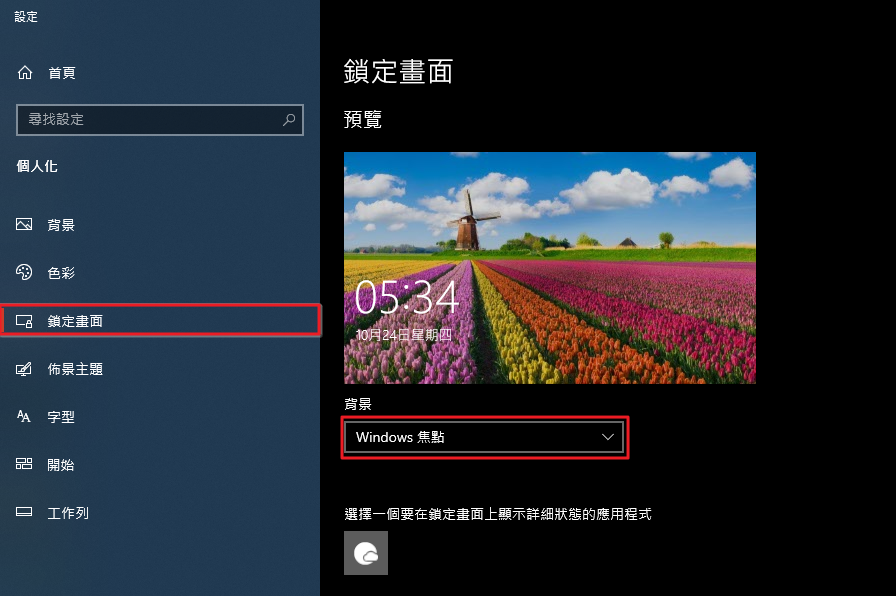 設定
首頁
尋找設定
個人化
背景
色彩
鎖定畫面
佈景主題
字型
開始
工作列
鎖定畫面
預覽
05:34
10月24日星期四
背景
Windows 焦點
選擇一個要在鎖定畫面上顯示詳細狀態的應用程式